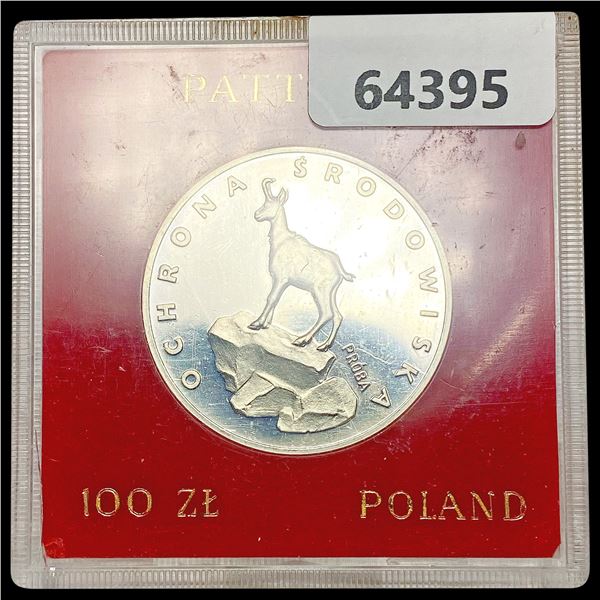 PATT
64395
OCHRONA ŚRODOWISKA
PRÓBA
100 ZŁ
POLAND